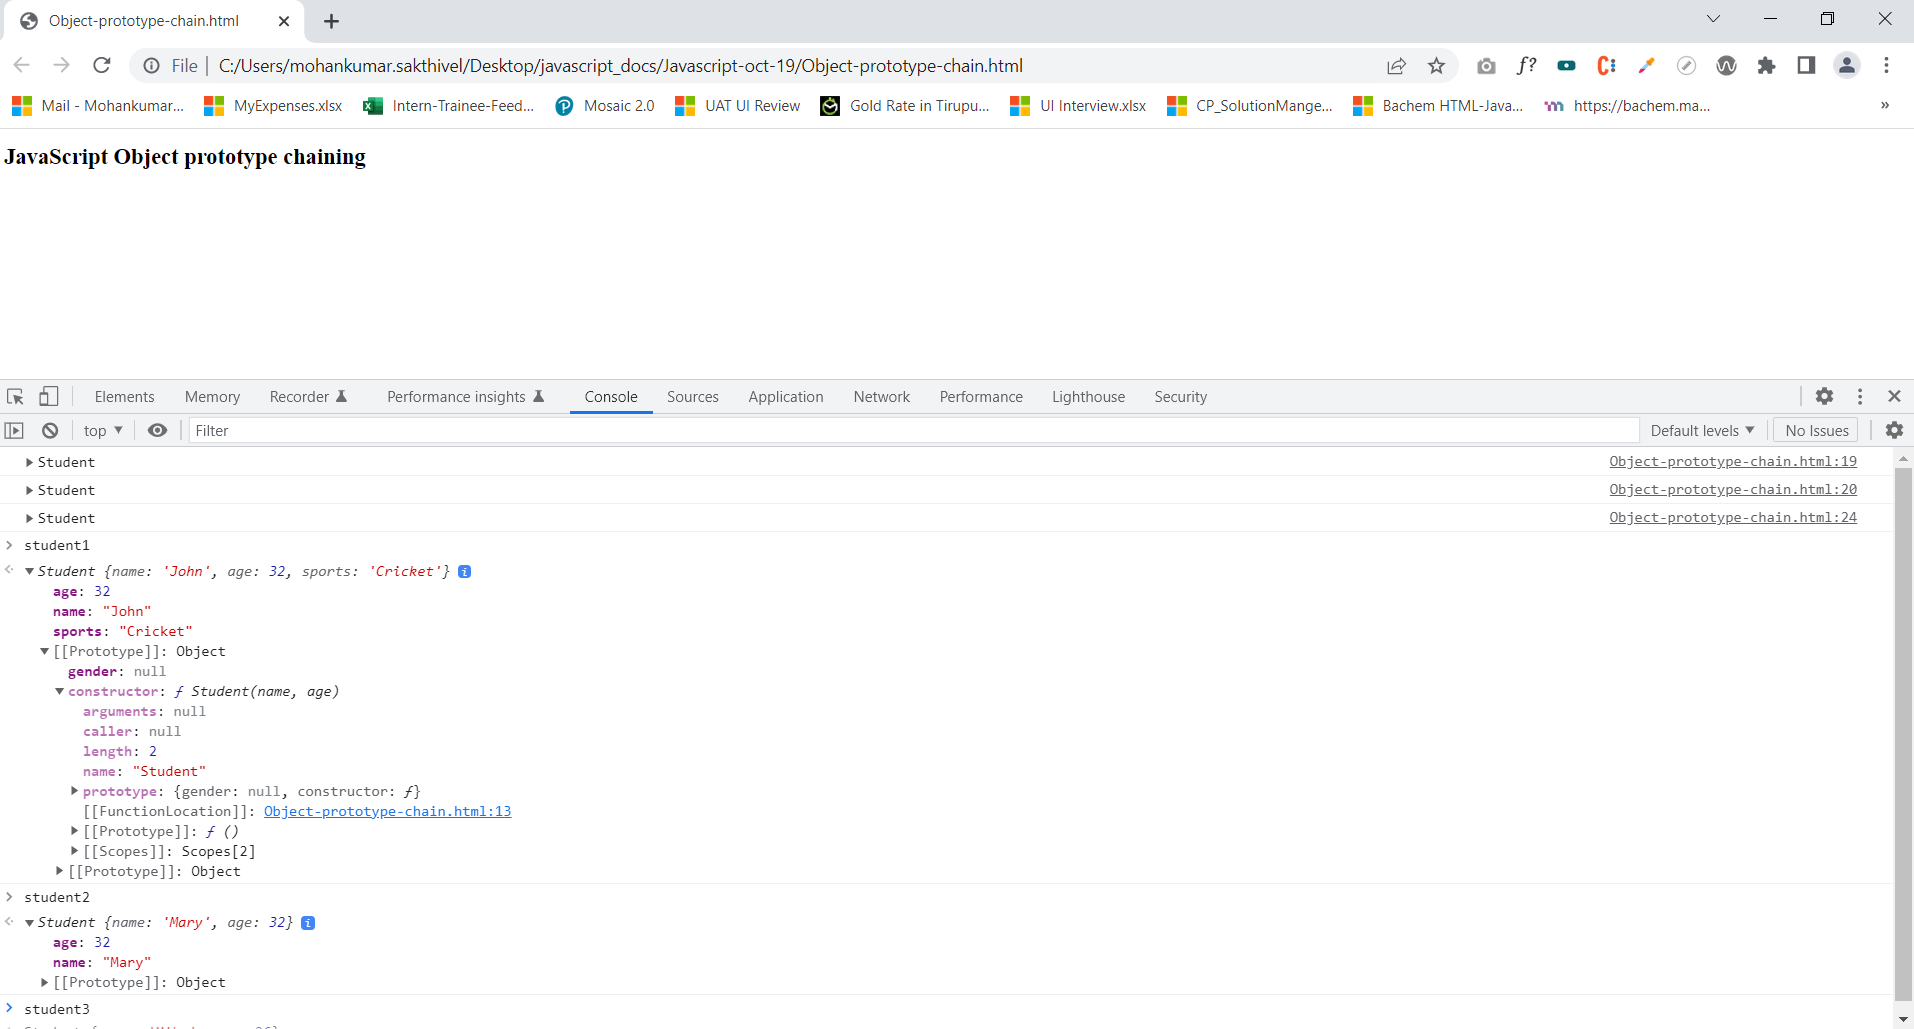 Object-prototype-chain.html
File | C:/Users/mohankumar.sakthivel/Desktop/javascript_docs/Javascript-oct-19/Object-prototype-chain.html
f?
Mail - Mohankumar... MyExpenses.xlsx Intern-Trainee-Feed... Mosaic 2.0 UAT UI Review Gold Rate in Tirupu... UI Interview.xlsx CP_SolutionMange... Bachem HTML-Java... https://bachem.ma... »
JavaScript Object prototype chaining
Elements Memory Recorder Performance insights Console Sources Application Network Performance Lighthouse Security
top Filter Default levels No Issues
Student Object-prototype-chain.html:19
Student Object-prototype-chain.html:20
Student Object-prototype-chain.html:24
student1
Student {name: 'John', age: 32, sports: 'Cricket'}
age: 32
name: "John"
sports: "Cricket"
[[Prototype]]: Object
gender: null
constructor: ƒ Student(name, age)
arguments: null
caller: null
length: 2
name: "Student"
prototype: {gender: null, constructor: ƒ}
[[FunctionLocation]]: Object-prototype-chain.html:13
[[Prototype]]: ƒ ()
[[Scopes]]: Scopes[2]
[[Prototype]]: Object
student2
Student {name: 'Mary', age: 32}
age: 32
name: "Mary"
[[Prototype]]: Object
student3